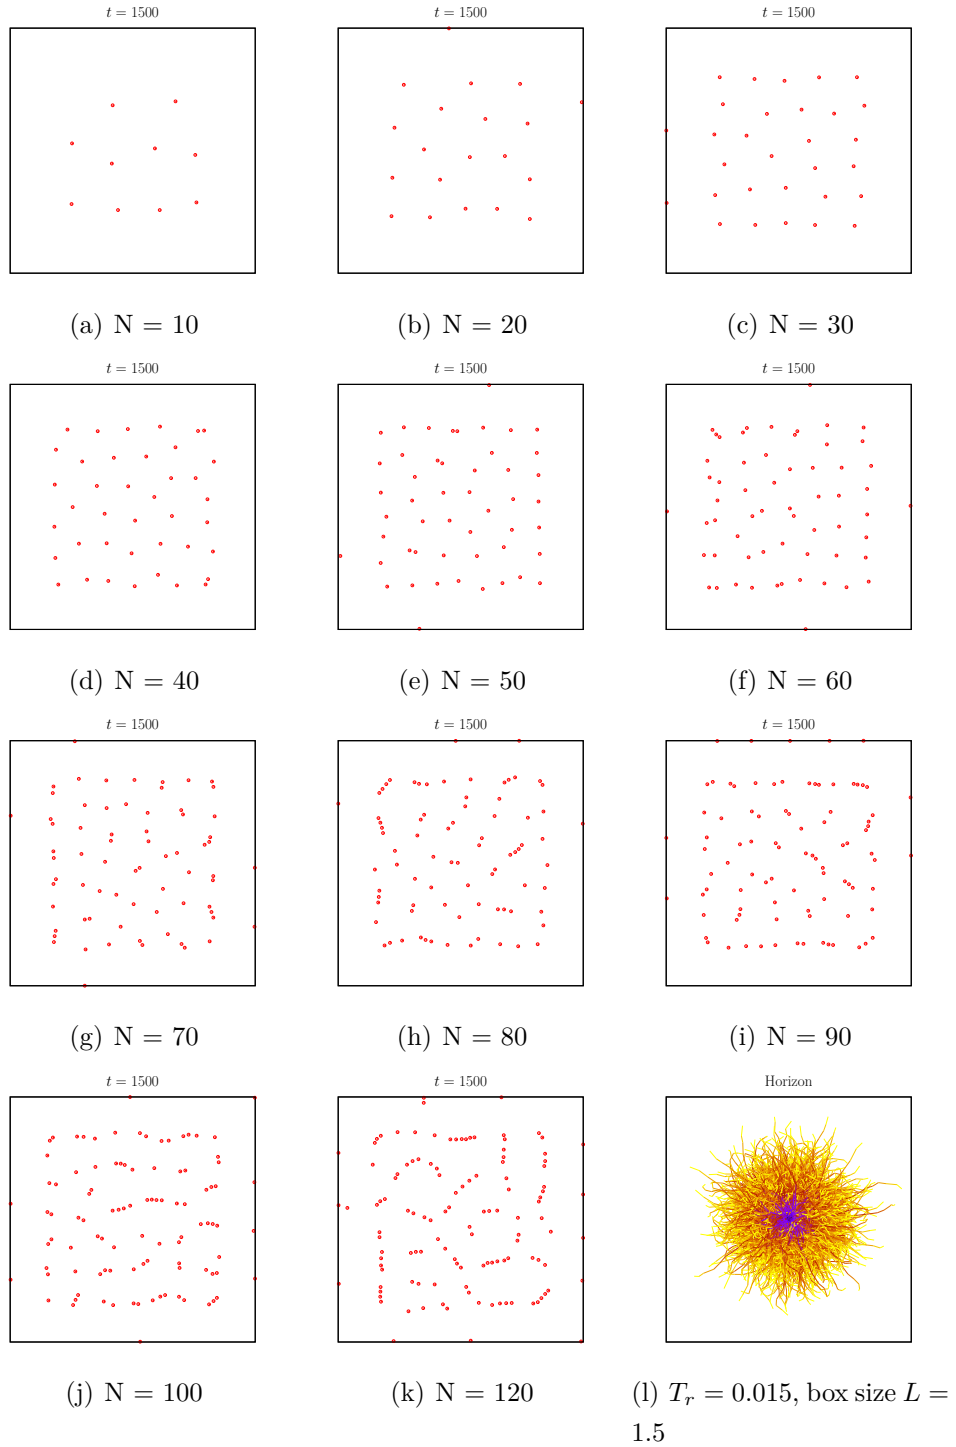 t = 1500 t = 1500 t = 1500
(a) N = 10 (b) N = 20 (c) N = 30
t = 1500 t = 1500 t = 1500
(d) N = 40 (e) N = 50 (f) N = 60
t = 1500 t = 1500 t = 1500
(g) N = 70 (h) N = 80 (i) N = 90
t = 1500 t = 1500 Horizon
(j) N = 100 (k) N = 120 (l) T_r = 0.015, box size L =
1.5